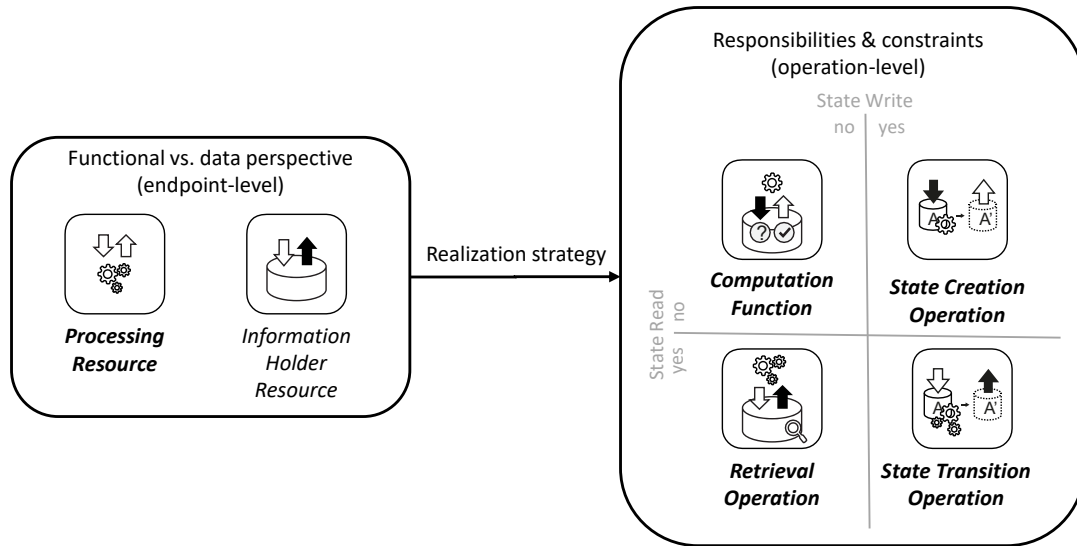 Functional vs. data perspective
(endpoint-level)
Processing
Resource
Information
Holder
Resource
Realization strategy
Responsibilities & constraints
(operation-level)
State Write
no yes
State Read
no
yes
?
Computation
Function
A A'
State Creation
Operation
Retrieval
Operation
A A'
State Transition
Operation